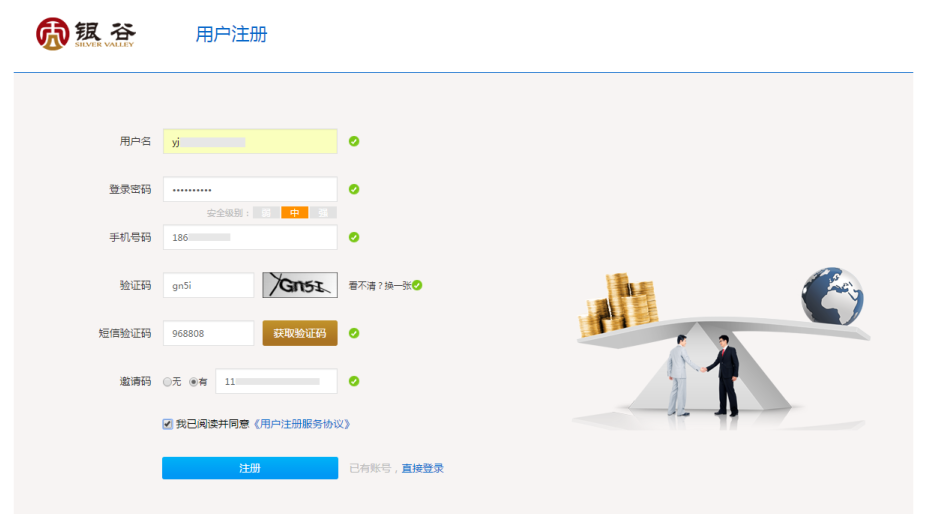 银谷
SILVER VALLEY
用户注册
用户名 yj
登录密码 ••••••••••
安全级别： 弱 中 强
手机号码 186
验证码 gn5i YGn5I 看不清？换一张
短信验证码 968808 获取验证码
邀请码 无 有 11
我已阅读并同意《用户注册服务协议》
注册 已有账号，直接登录